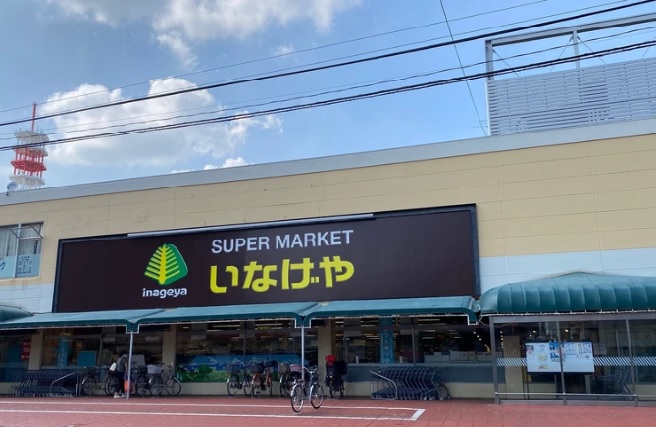 SUPER MARKET
いなげや
inageya